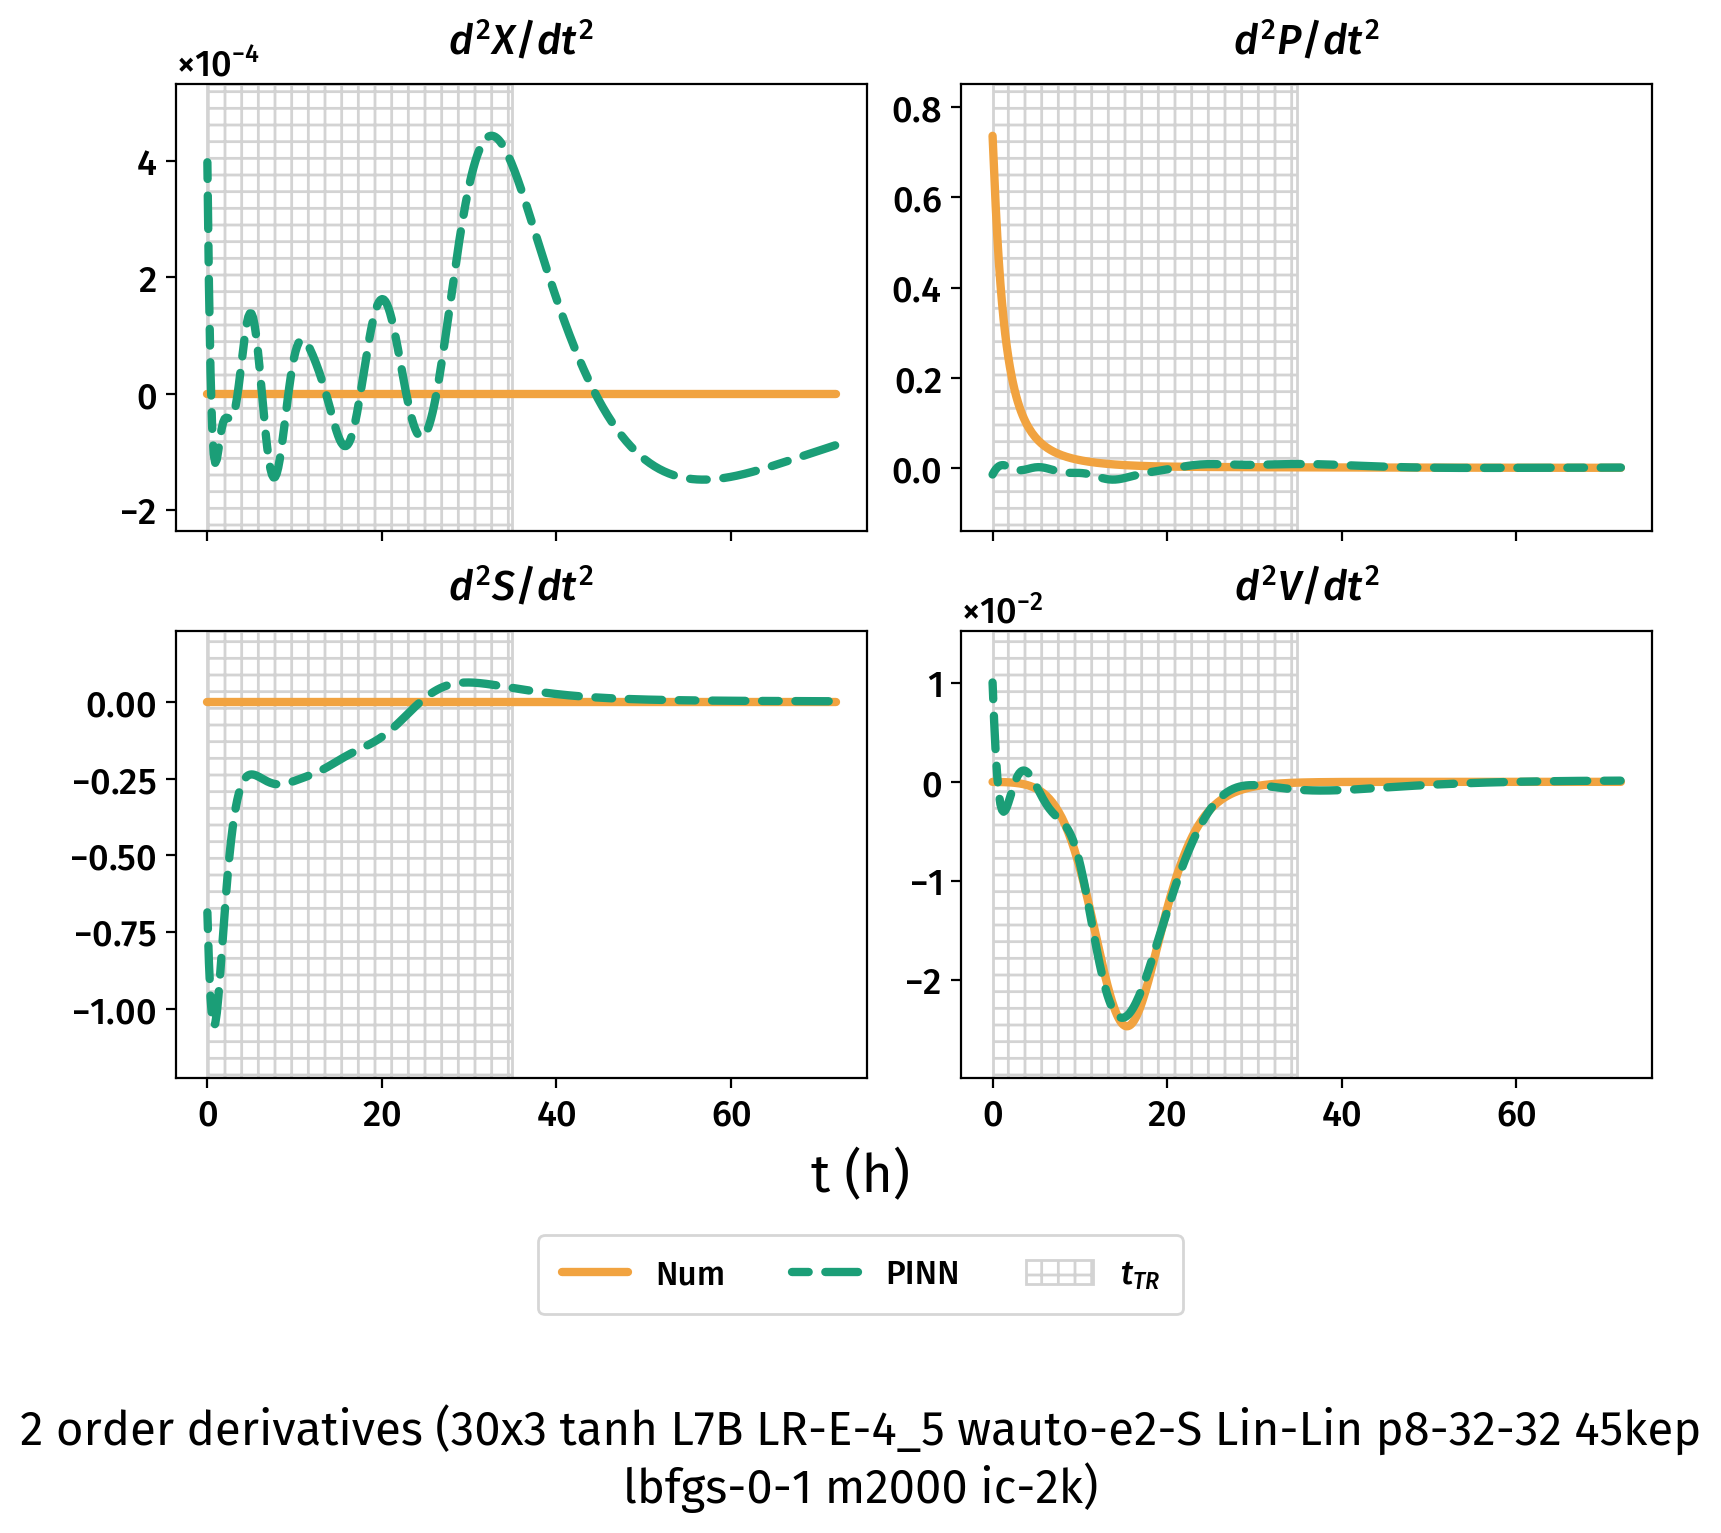 d²X/dt²
×10⁻⁴
4
2
0
−2
d²P/dt²
0.8
0.6
0.4
0.2
0.0
d²S/dt²
0.00
−0.25
−0.50
−0.75
−1.00
0 20 40 60
d²V/dt²
×10⁻²
1
0
−1
−2
0 20 40 60
t (h)
Num PINN t_TR
2 order derivatives (30x3 tanh L7B LR-E-4_5 wauto-e2-S Lin-Lin p8-32-32 45kep
lbfgs-0-1 m2000 ic-2k)